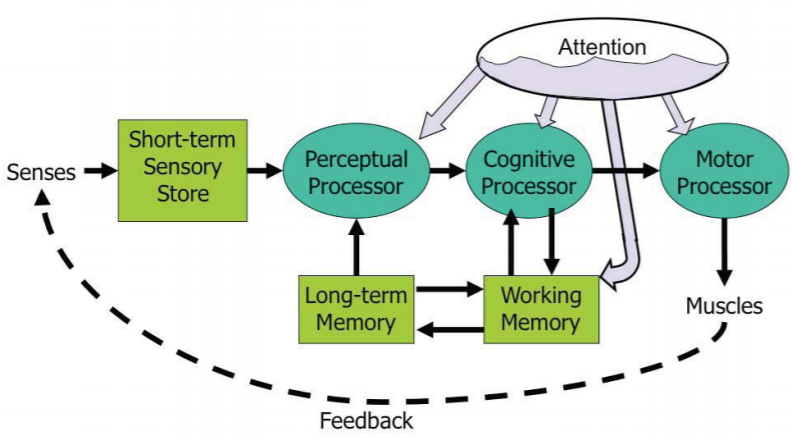 Attention
Short-term
Sensory
Store
Perceptual
Processor
Cognitive
Processor
Motor
Processor
Senses
Long-term
Memory
Working
Memory
Muscles
Feedback